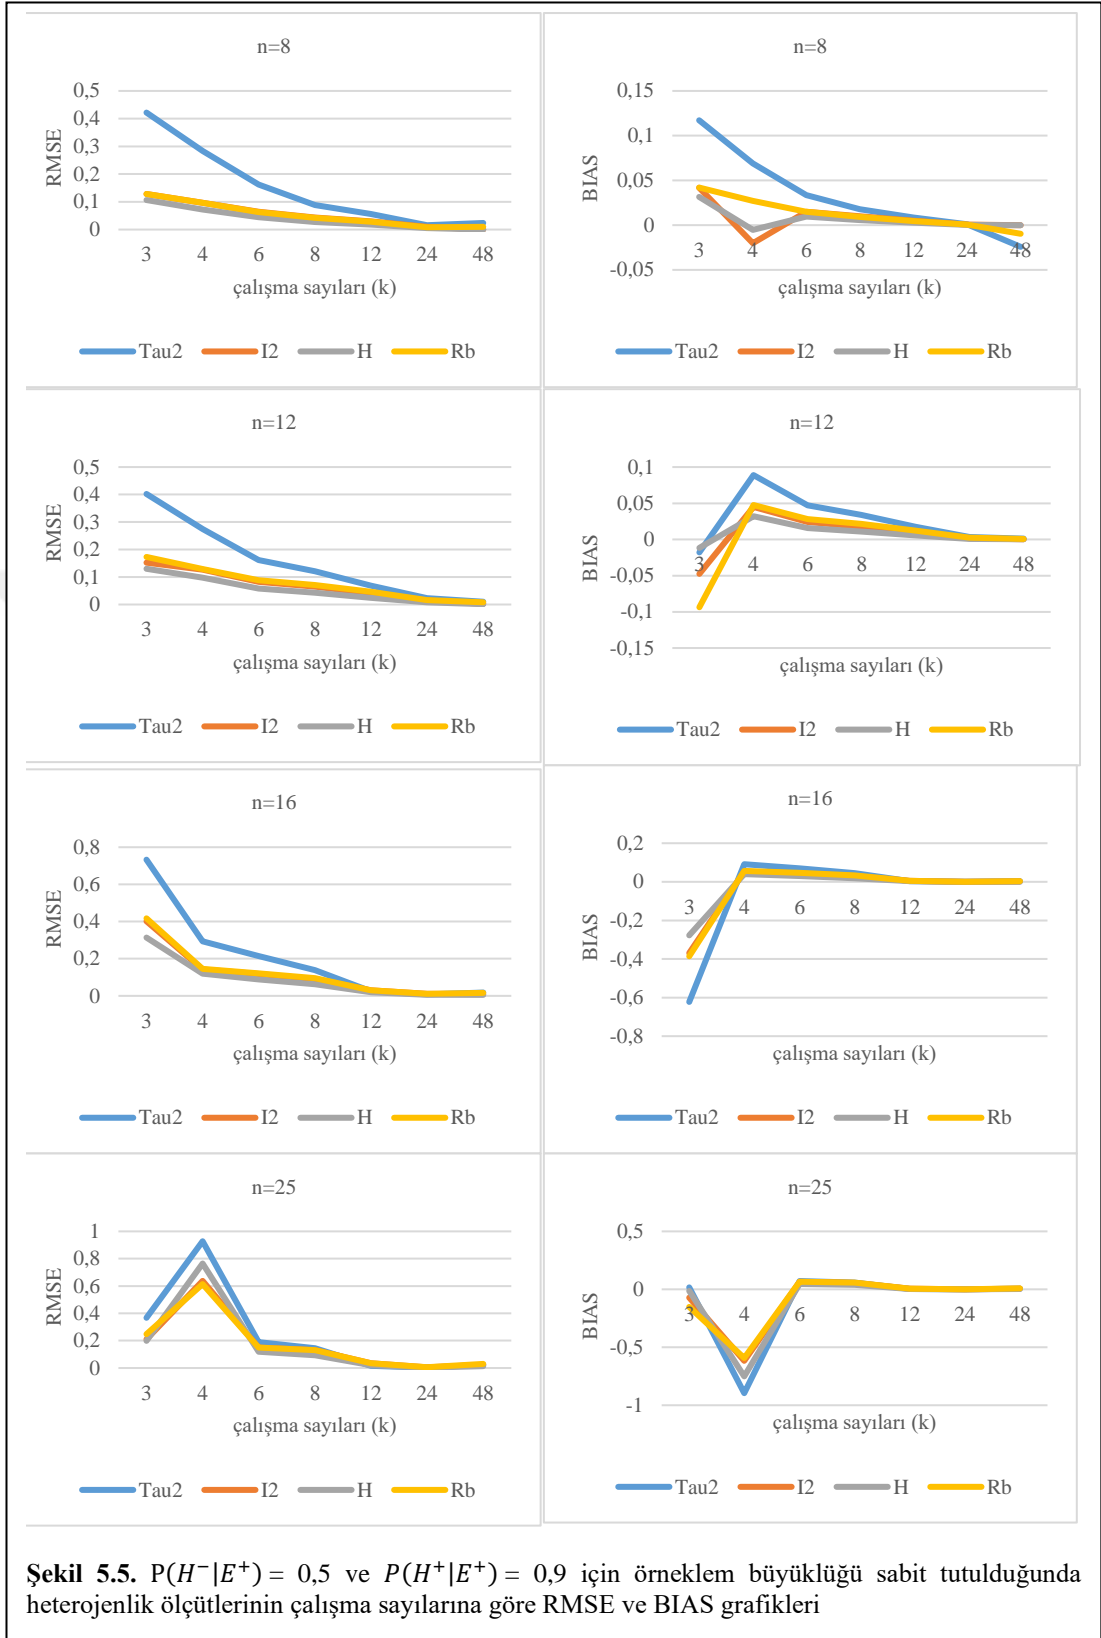 n=8
0,5
0,4
0,3
0,2
0,1
0
RMSE
3 4 6 8 12 24 48
çalışma sayıları (k)
Tau2 I2 H Rb
n=8
0,15
0,1
0,05
0
-0,05
BIAS
3 4 6 8 12 24 48
çalışma sayıları (k)
Tau2 I2 H Rb
n=12
0,5
0,4
0,3
0,2
0,1
0
RMSE
3 4 6 8 12 24 48
çalışma sayıları (k)
Tau2 I2 H Rb
n=12
0,1
0,05
0
-0,05
-0,1
-0,15
BIAS
3 4 6 8 12 24 48
çalışma sayıları (k)
Tau2 I2 H Rb
n=16
0,8
0,6
0,4
0,2
0
RMSE
3 4 6 8 12 24 48
çalışma sayıları (k)
Tau2 I2 H Rb
n=16
0,2
0
-0,2
-0,4
-0,6
-0,8
BIAS
3 4 6 8 12 24 48
çalışma sayıları (k)
Tau2 I2 H Rb
n=25
1
0,8
0,6
0,4
0,2
0
RMSE
3 4 6 8 12 24 48
çalışma sayıları (k)
Tau2 I2 H Rb
n=25
0,5
0
-0,5
-1
BIAS
3 4 6 8 12 24 48
çalışma sayıları (k)
Tau2 I2 H Rb
Şekil 5.5. P(H⁻|E⁺) = 0,5 ve P(H⁺|E⁺) = 0,9 için örneklem büyüklüğü sabit tutulduğunda
heterojenlik ölçütlerinin çalışma sayılarına göre RMSE ve BIAS grafikleri